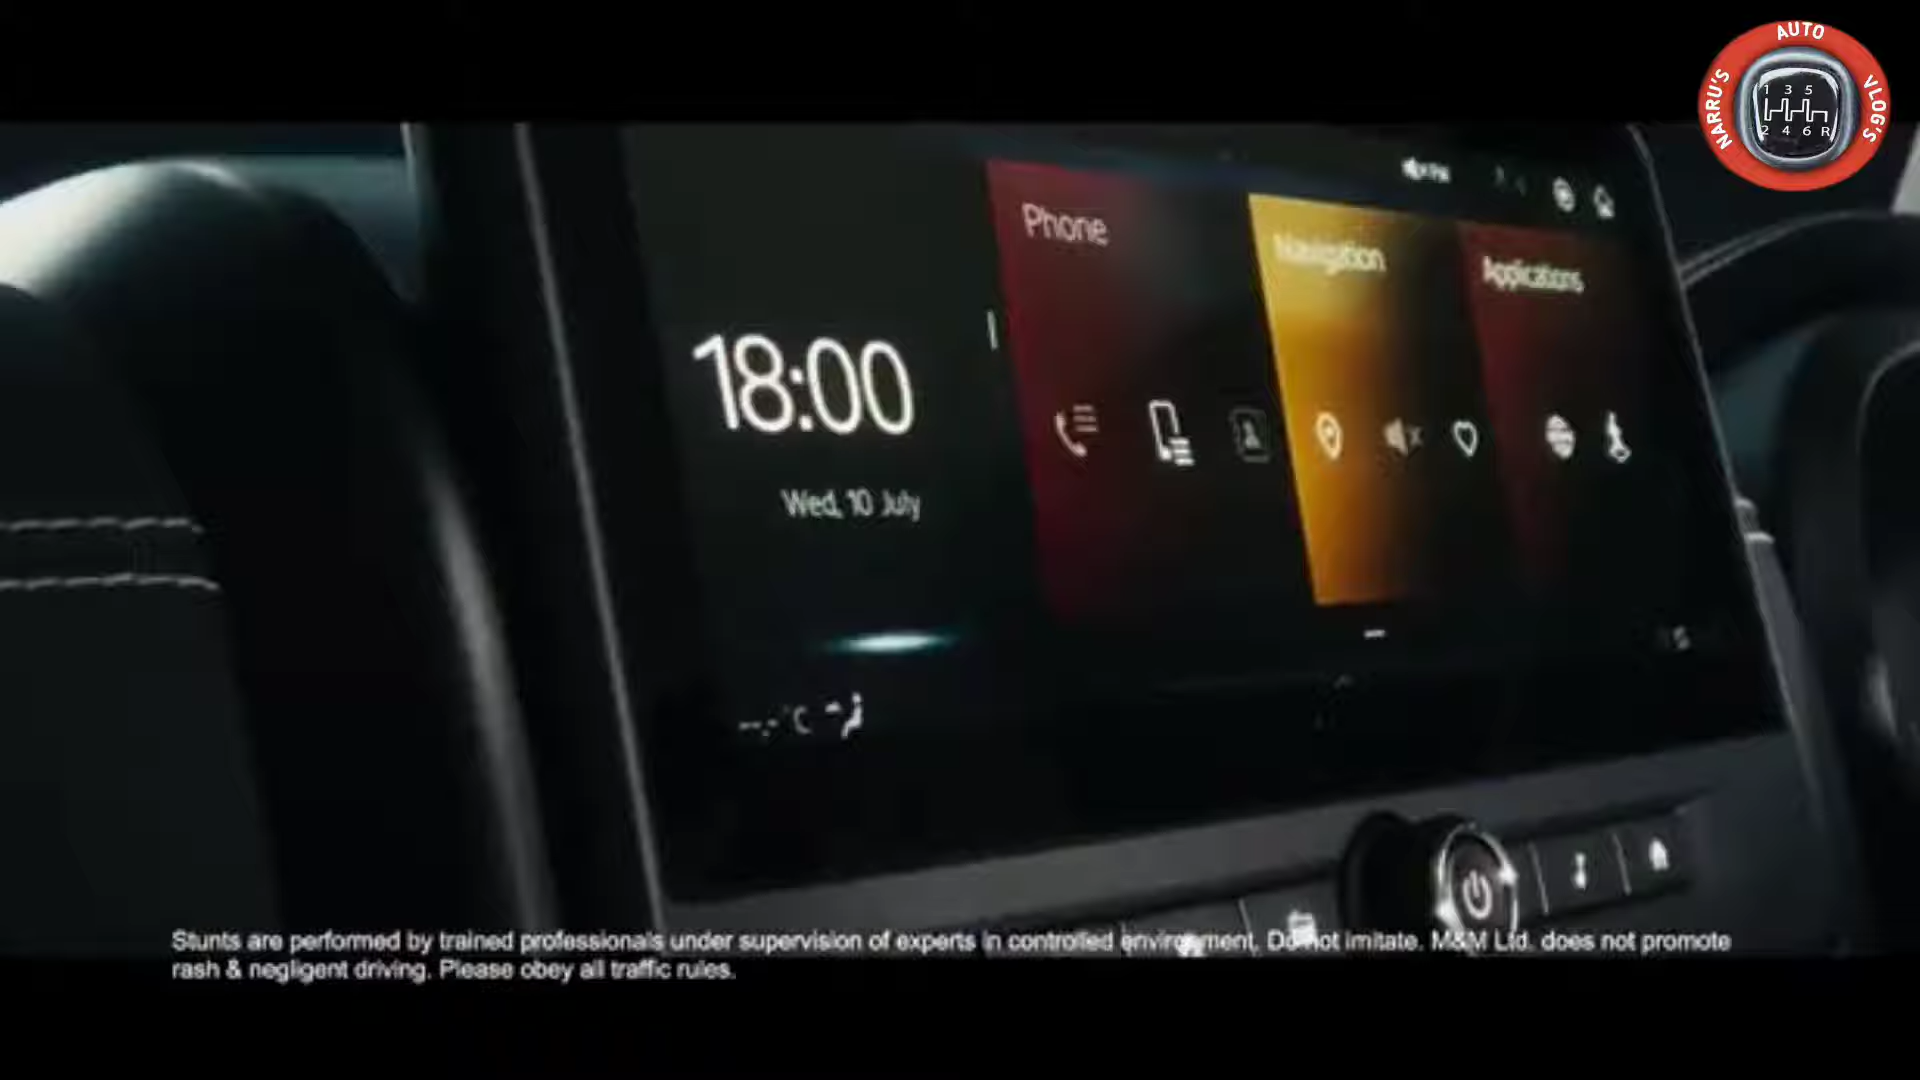 NARRU'S AUTO VLOG'S
1 3 5
2 4 6 R
Phone
Navigation
Applications
18:00
Wed, 10 July
Stunts are performed by trained professionals under supervision of experts in controlled environment. Do not imitate. M&M Ltd. does not promote
rash & negligent driving. Please obey all traffic rules.